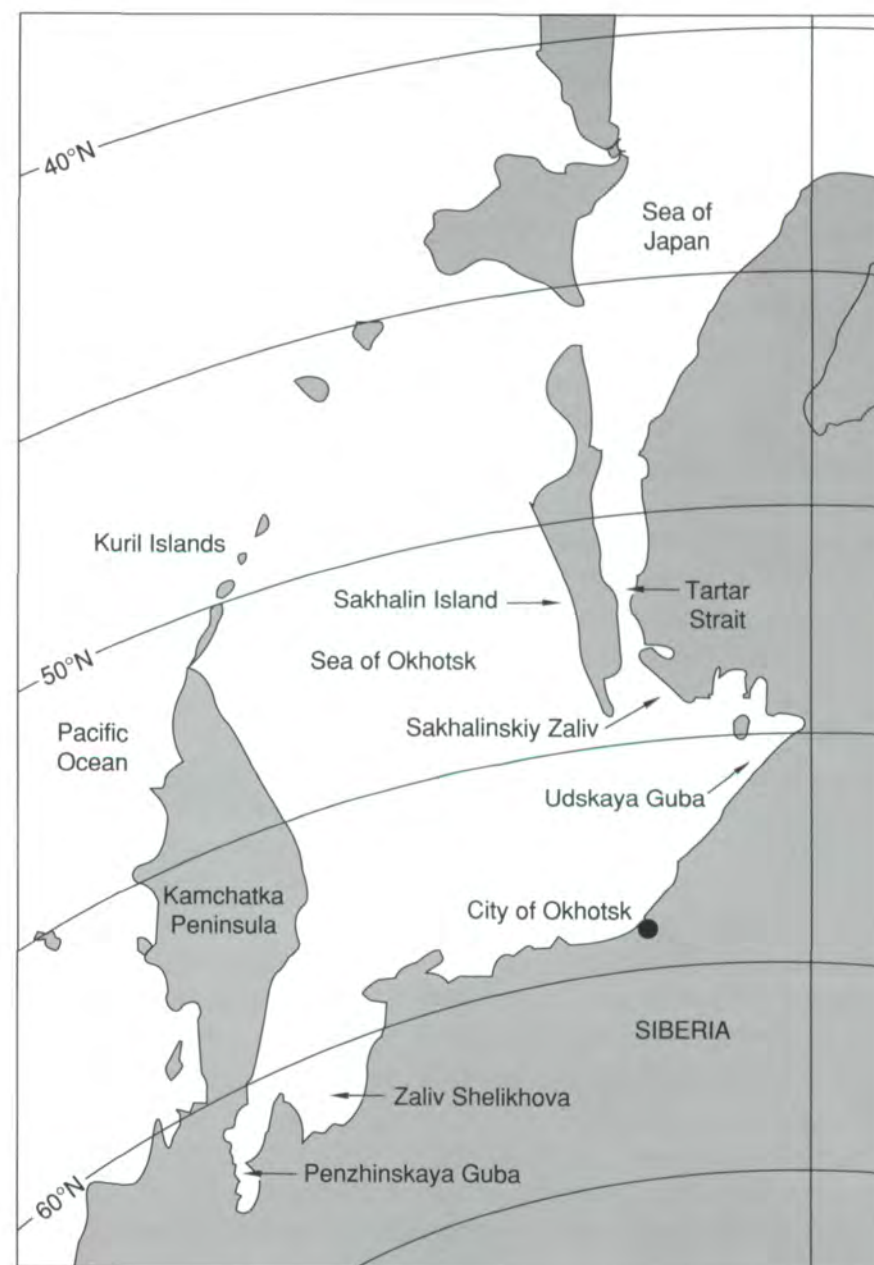 40°N
Sea of
Japan
Kuril Islands
Sakhalin Island
Tartar
Strait
50°N
Sea of Okhotsk
Pacific
Ocean
Sakhalinskiy Zaliv
Udskaya Guba
Kamchatka
Peninsula
City of Okhotsk
SIBERIA
Zaliv Shelikhova
Penzhinskaya Guba
60°N